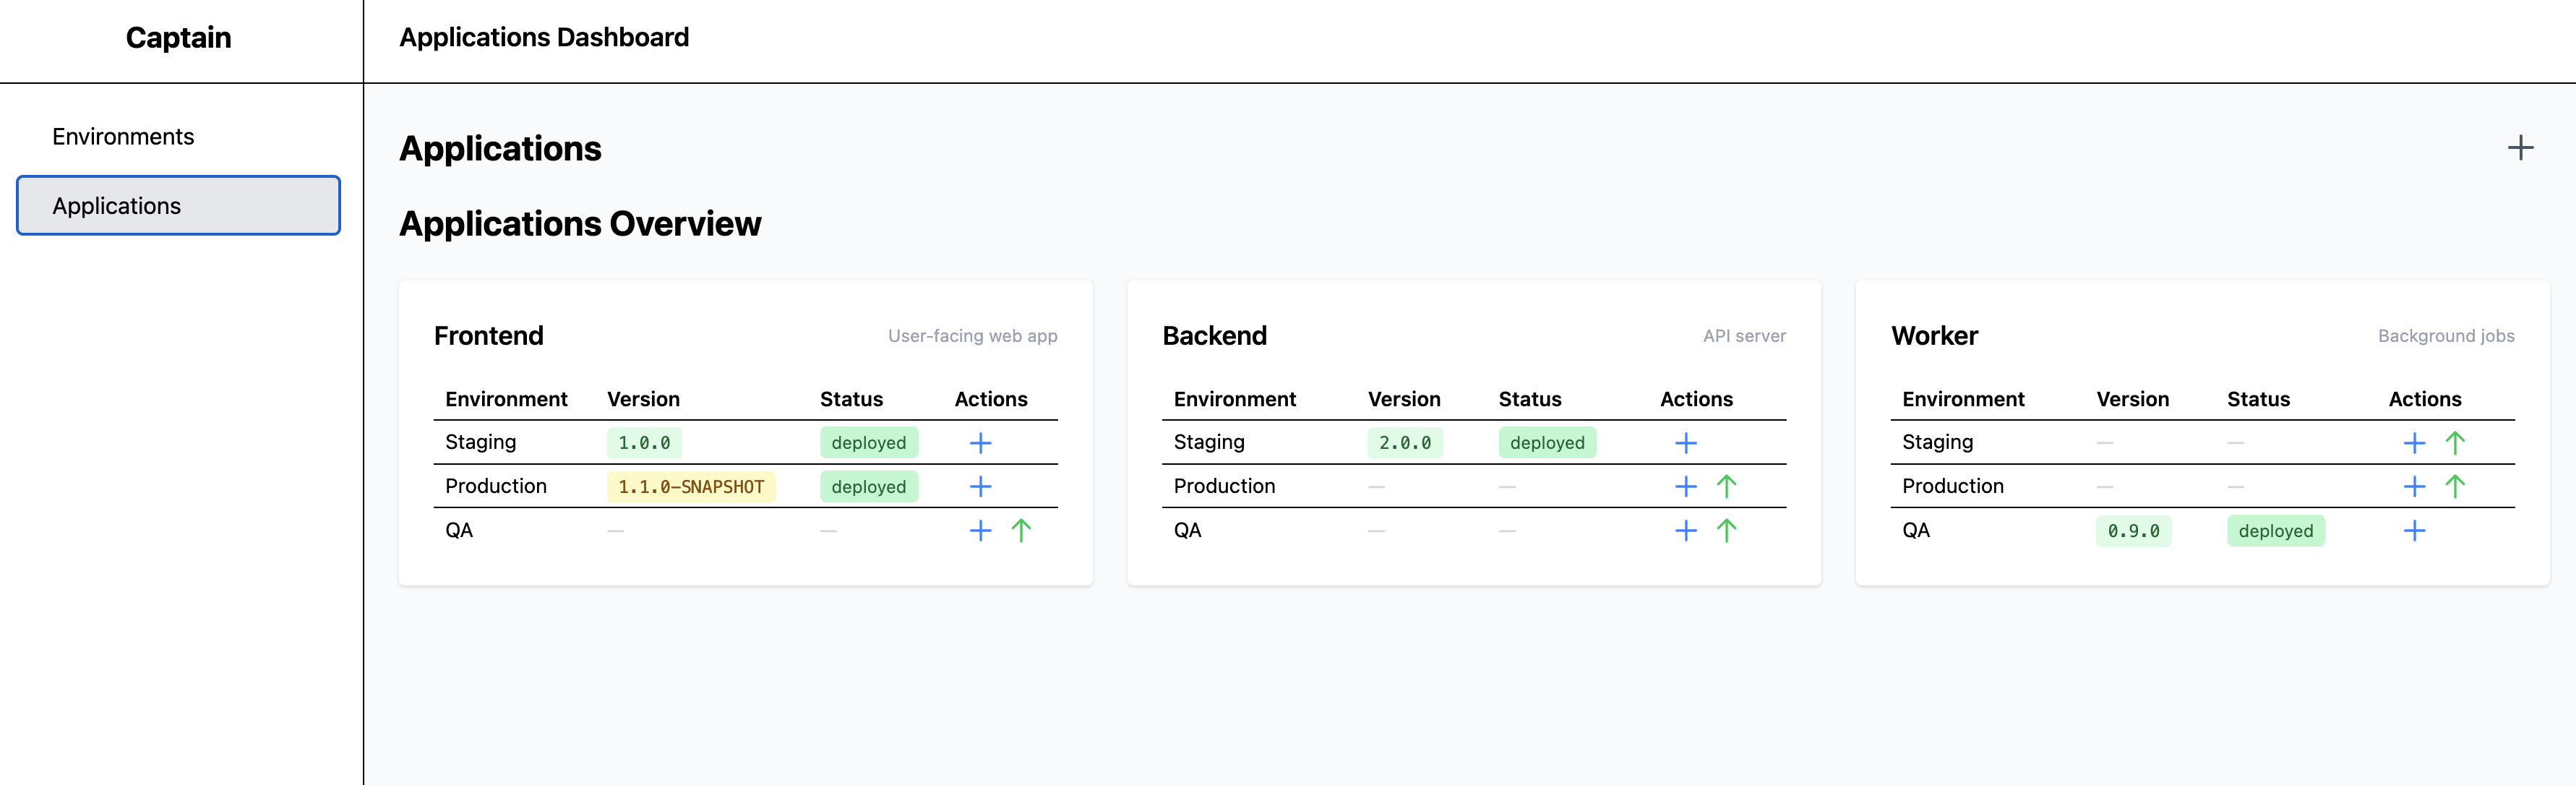 Captain
Applications Dashboard
Environments
Applications
Applications
Applications Overview
Frontend User-facing web app
Environment Version Status Actions
Staging 1.0.0 deployed
Production 1.1.0-SNAPSHOT deployed
QA — —
Backend API server
Environment Version Status Actions
Staging 2.0.0 deployed
Production — —
QA — —
Worker Background jobs
Environment Version Status Actions
Staging — —
Production — —
QA 0.9.0 deployed